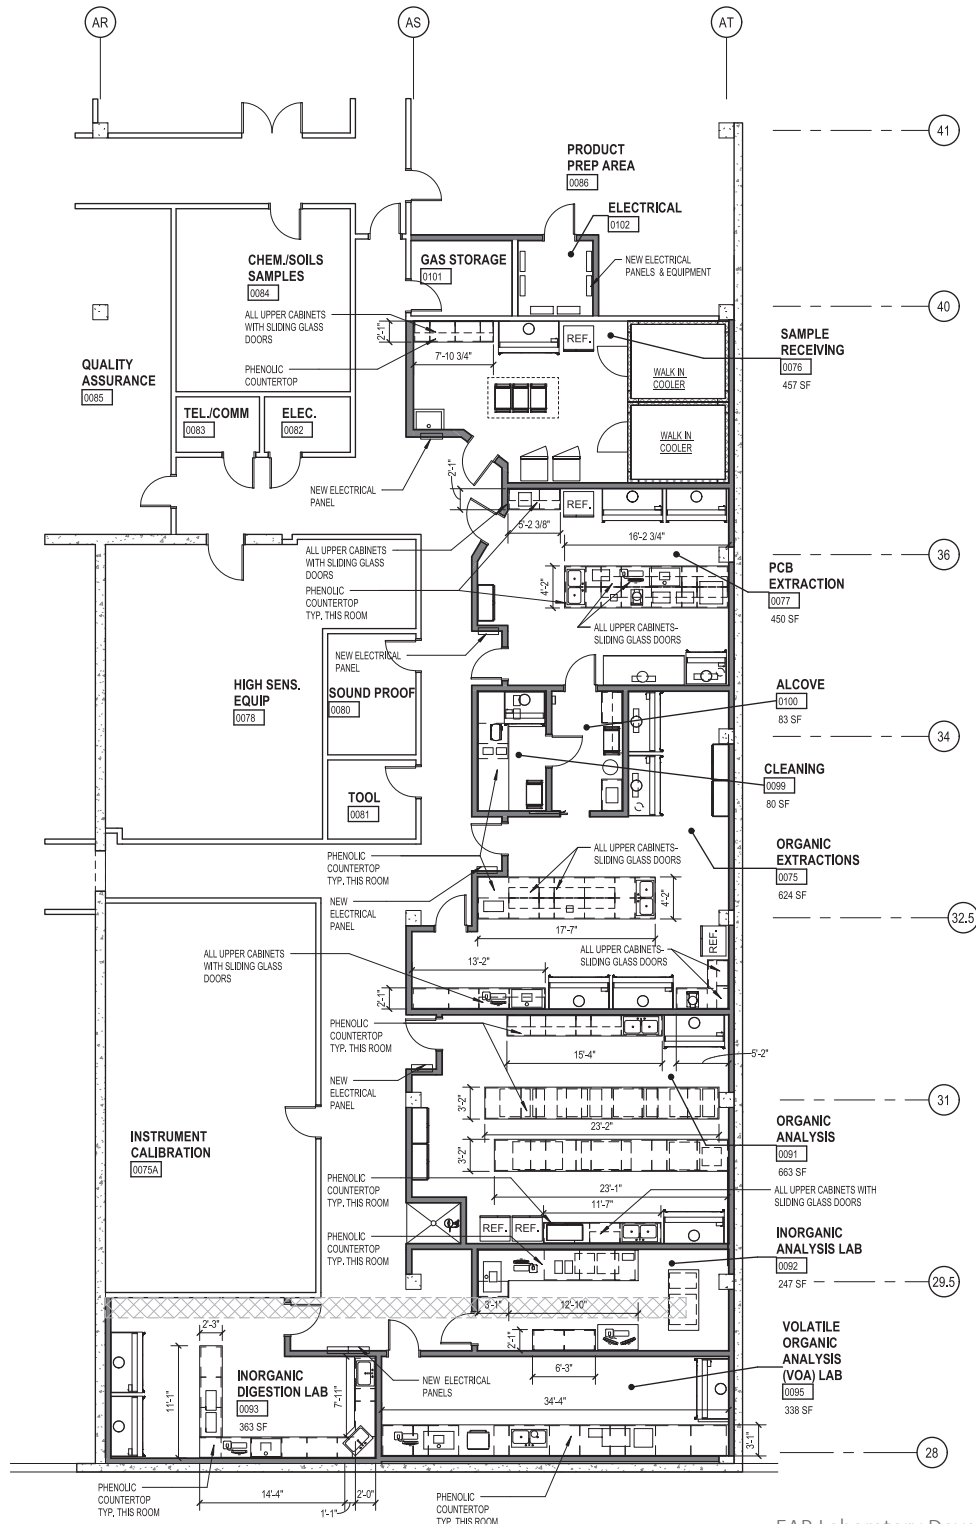 AR
AS
AT
41
PRODUCT
PREP AREA
0086
ELECTRICAL
0102
CHEM./SOILS
SAMPLES
0084
GAS STORAGE
0101
NEW ELECTRICAL
PANELS & EQUIPMENT
40
ALL UPPER CABINETS
WITH SLIDING GLASS
DOORS
2'-1"
REF.
SAMPLE
RECEIVING
0076
457 SF
QUALITY
ASSURANCE
0085
PHENOLIC
COUNTERTOP
7'-10 3/4"
WALK IN
COOLER
TEL./COMM
0083
ELEC.
0082
WALK IN
COOLER
NEW ELECTRICAL
PANEL
2'-1"
REF.
5'-2 3/8"
16'-2 3/4"
36
ALL UPPER CABINETS
WITH SLIDING GLASS
DOORS
PHENOLIC
COUNTERTOP
TYP. THIS ROOM
4'-2"
PCB
EXTRACTION
0077
450 SF
ALL UPPER CABINETS-
SLIDING GLASS DOORS
NEW ELECTRICAL
PANEL
HIGH SENS.
EQUIP
0078
SOUND PROOF
0080
ALCOVE
0100
83 SF
34
CLEANING
0099
80 SF
TOOL
0081
PHENOLIC
COUNTERTOP
TYP. THIS ROOM
ALL UPPER CABINETS-
SLIDING GLASS DOORS
ORGANIC
EXTRACTIONS
0075
624 SF
NEW
ELECTRICAL
PANEL
4'-2"
17'-7"
32.5
REF.
ALL UPPER CABINETS
WITH SLIDING GLASS
DOORS
13'-2"
ALL UPPER CABINETS-
SLIDING GLASS DOORS
2'-1"
PHENOLIC
COUNTERTOP
TYP. THIS ROOM
15'-4"
5'-2"
NEW
ELECTRICAL
PANEL
3'-2"
31
23'-2"
INSTRUMENT
CALIBRATION
0075A
3'-2"
ORGANIC
ANALYSIS
0091
663 SF
PHENOLIC
COUNTERTOP
TYP. THIS ROOM
23'-1"
11'-7"
ALL UPPER CABINETS WITH
SLIDING GLASS DOORS
REF.
REF.
PHENOLIC
COUNTERTOP
TYP. THIS ROOM
INORGANIC
ANALYSIS LAB
0092
247 SF
29.5
3'-1"
12'-10"
2'-3"
2'-1"
VOLATILE
ORGANIC
ANALYSIS
(VOA) LAB
0095
338 SF
6'-3"
11'-1"
INORGANIC
DIGESTION LAB
0093
363 SF
7'-11"
NEW ELECTRICAL
PANELS
34'-4"
3'-1"
28
PHENOLIC
COUNTERTOP
TYP. THIS ROOM
14'-4"
1'-1"
2'-0"
PHENOLIC
COUNTERTOP
TYP. THIS ROOM